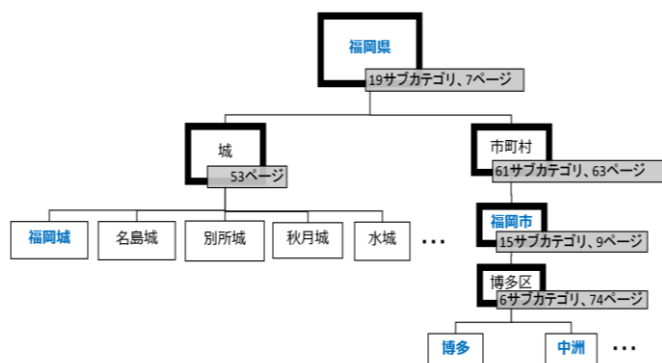 福岡県
19サブカテゴリ、7ページ
城
53ページ
市町村
61サブカテゴリ、63ページ
福岡城
名島城
別所城
秋月城
水城
…
福岡市
15サブカテゴリ、9ページ
博多区
6サブカテゴリ、74ページ
博多
中洲
…